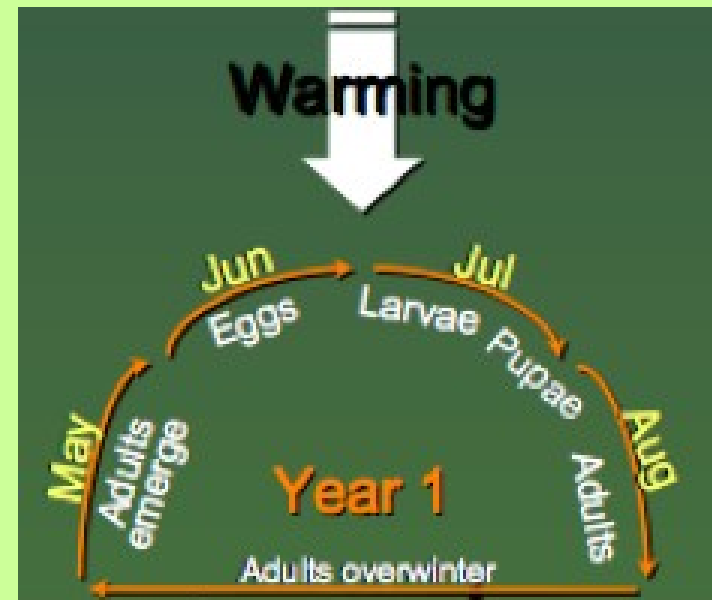 Warming
Jun
Jul
Eggs
Larvae
Pupae
May
Adults
emerge
Aug
Adults
Year 1
Adults overwinter